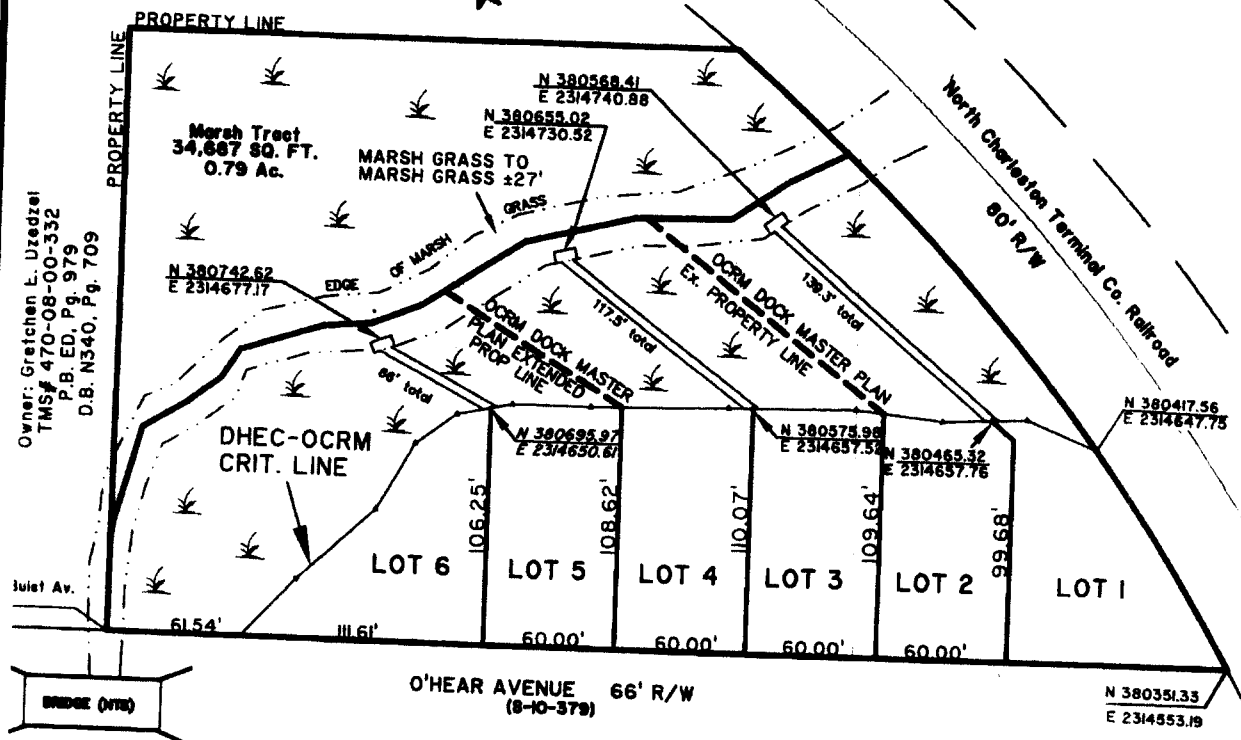 PROPERTY LINE
PROPERTY LINE
N 380568.41
E 2314740.88
N 380655.02
E 2314730.52
Marsh Tract
34,687 SQ. FT.
0.79 Ac.
MARSH GRASS TO
MARSH GRASS ±27'
North Charleston Terminal Co. Railroad
80' R/W
Owner: Gretchen E. Uzedzel
TMS# 470-08-00-332
P.B. ED, Pg. 979
D.B. N340, Pg. 709
EDGE OF MARSH GRASS
N 380742.62
E 2314677.17
OCRM DOCK MASTER PLAN
Ex. PROPERTY LINE
139.3' total
117.5' total
OCRM DOCK MASTER
PLAN EXTENDED
PROP LINE
66' total
N 380417.56
E 2314647.75
N 380695.97
E 2314650.61
N 380575.98
E 2314657.52
N 380465.32
E 2314657.76
DHEC-OCRM
CRIT. LINE
106.25'
108.62'
110.07'
109.64'
99.68'
LOT 6
LOT 5
LOT 4
LOT 3
LOT 2
LOT 1
Buist Av.
61.54'
111.61'
60.00'
60.00'
60.00'
60.00'
O'HEAR AVENUE 66' R/W
(S-10-379)
BRIDGE (NTS)
N 380351.33
E 2314553.19